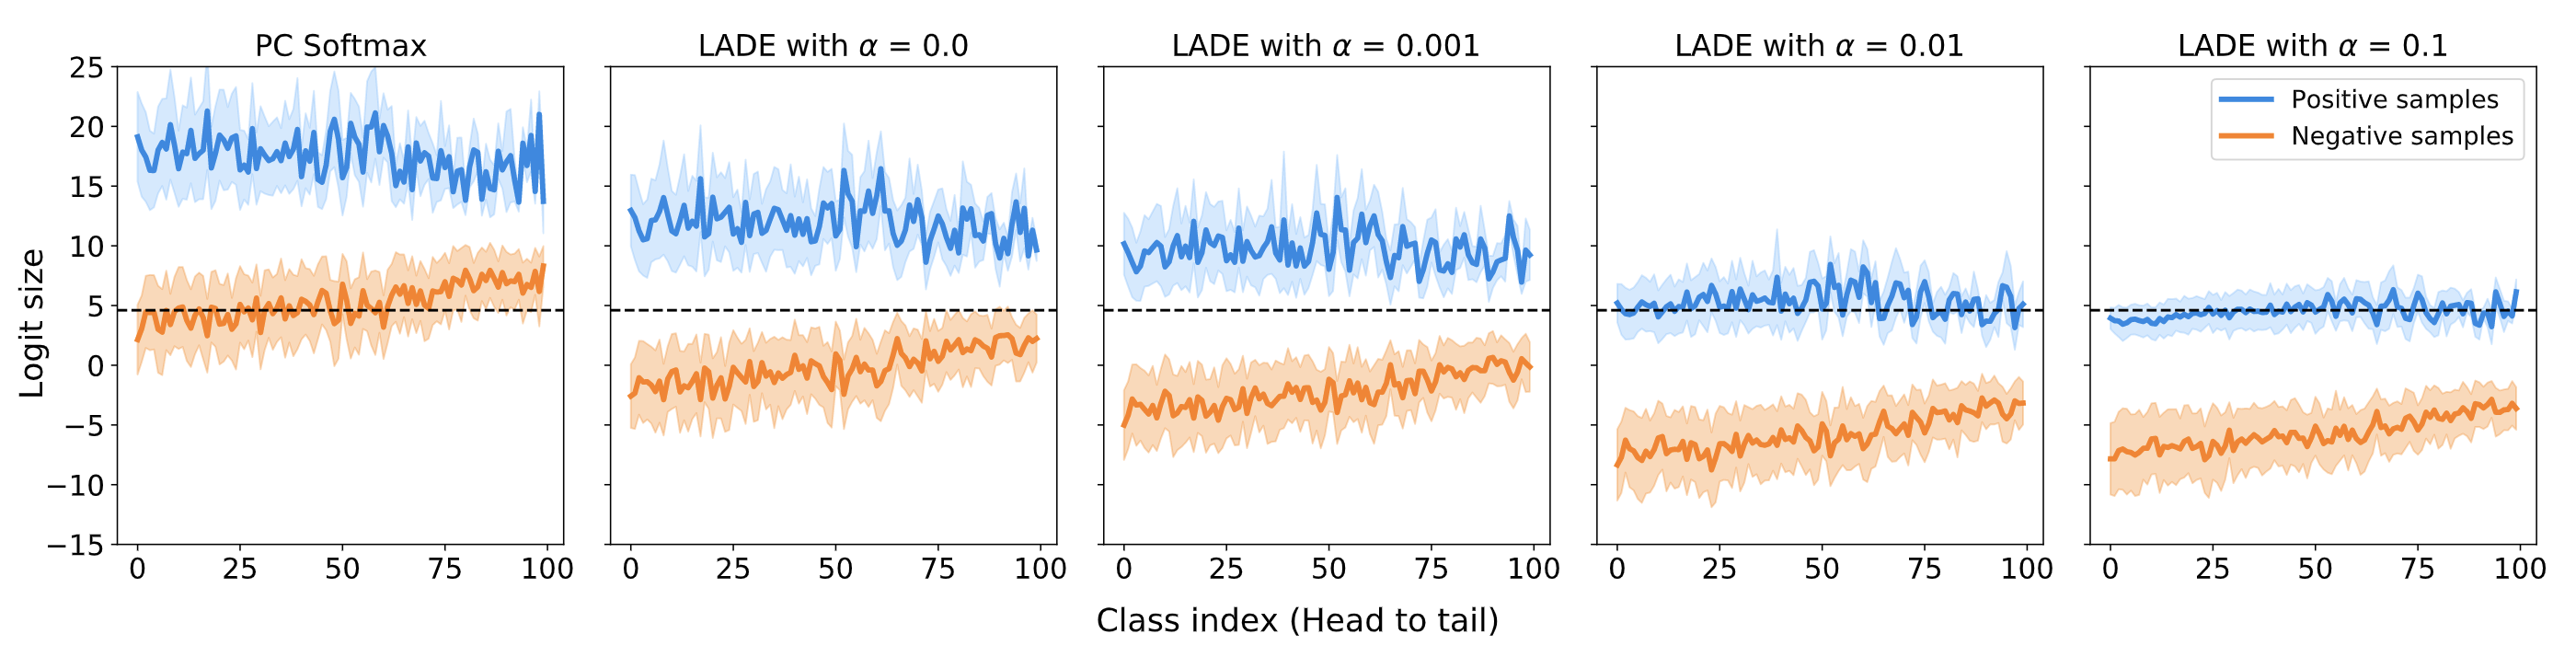 PC Softmax
LADE with α = 0.0
LADE with α = 0.001
LADE with α = 0.01
LADE with α = 0.1
Logit size
25
20
15
10
5
0
−5
−10
−15
Positive samples
Negative samples
0 25 50 75 100
0 25 50 75 100
0 25 50 75 100
0 25 50 75 100
0 25 50 75 100
Class index (Head to tail)